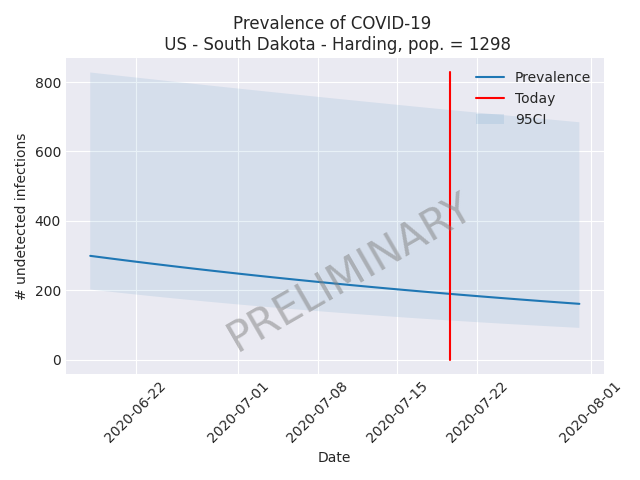 Prevalence of COVID-19
US - South Dakota - Harding, pop. = 1298
Prevalence
Today
95CI
800
600
400
200
0
# undetected infections
PRELIMINARY
2020-06-22
2020-07-01
2020-07-08
2020-07-15
2020-07-22
2020-08-01
Date